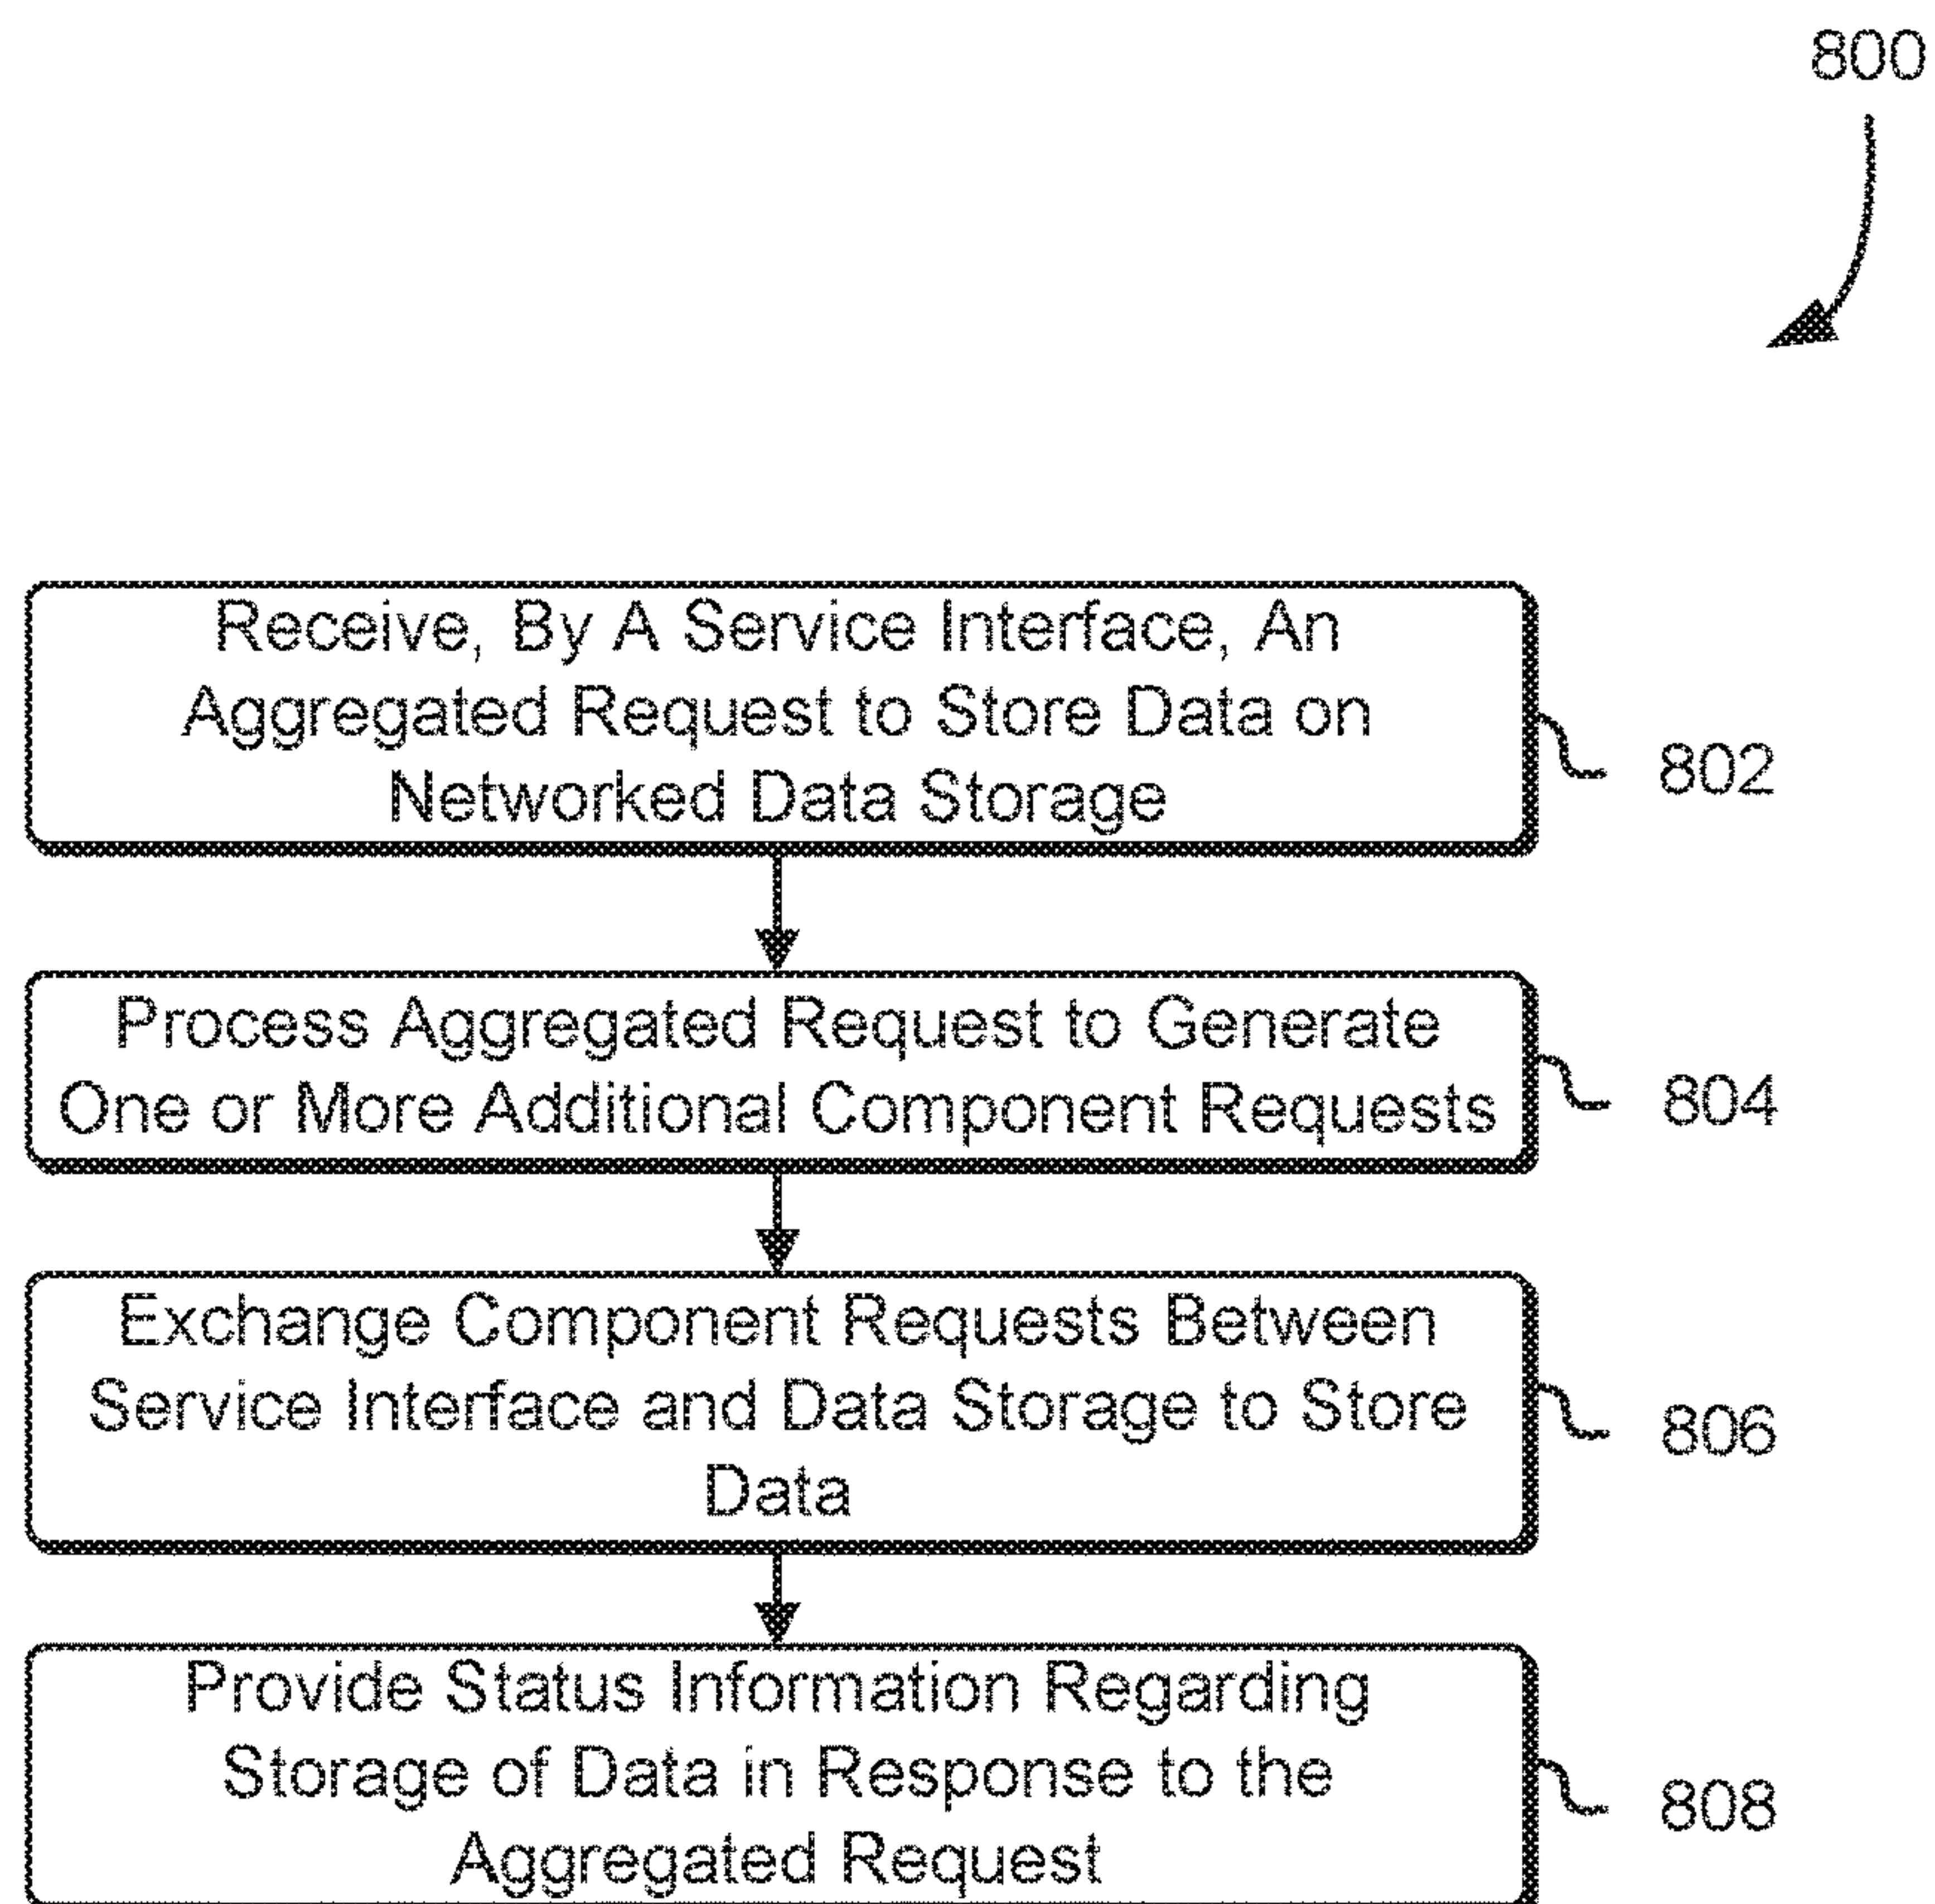 800
Receive, By A Service Interface, An
Aggregated Request to Store Data on
Networked Data Storage
802
Process Aggregated Request to Generate
One or More Additional Component Requests
804
Exchange Component Requests Between
Service Interface and Data Storage to Store
Data
806
Provide Status Information Regarding
Storage of Data in Response to the
Aggregated Request
808